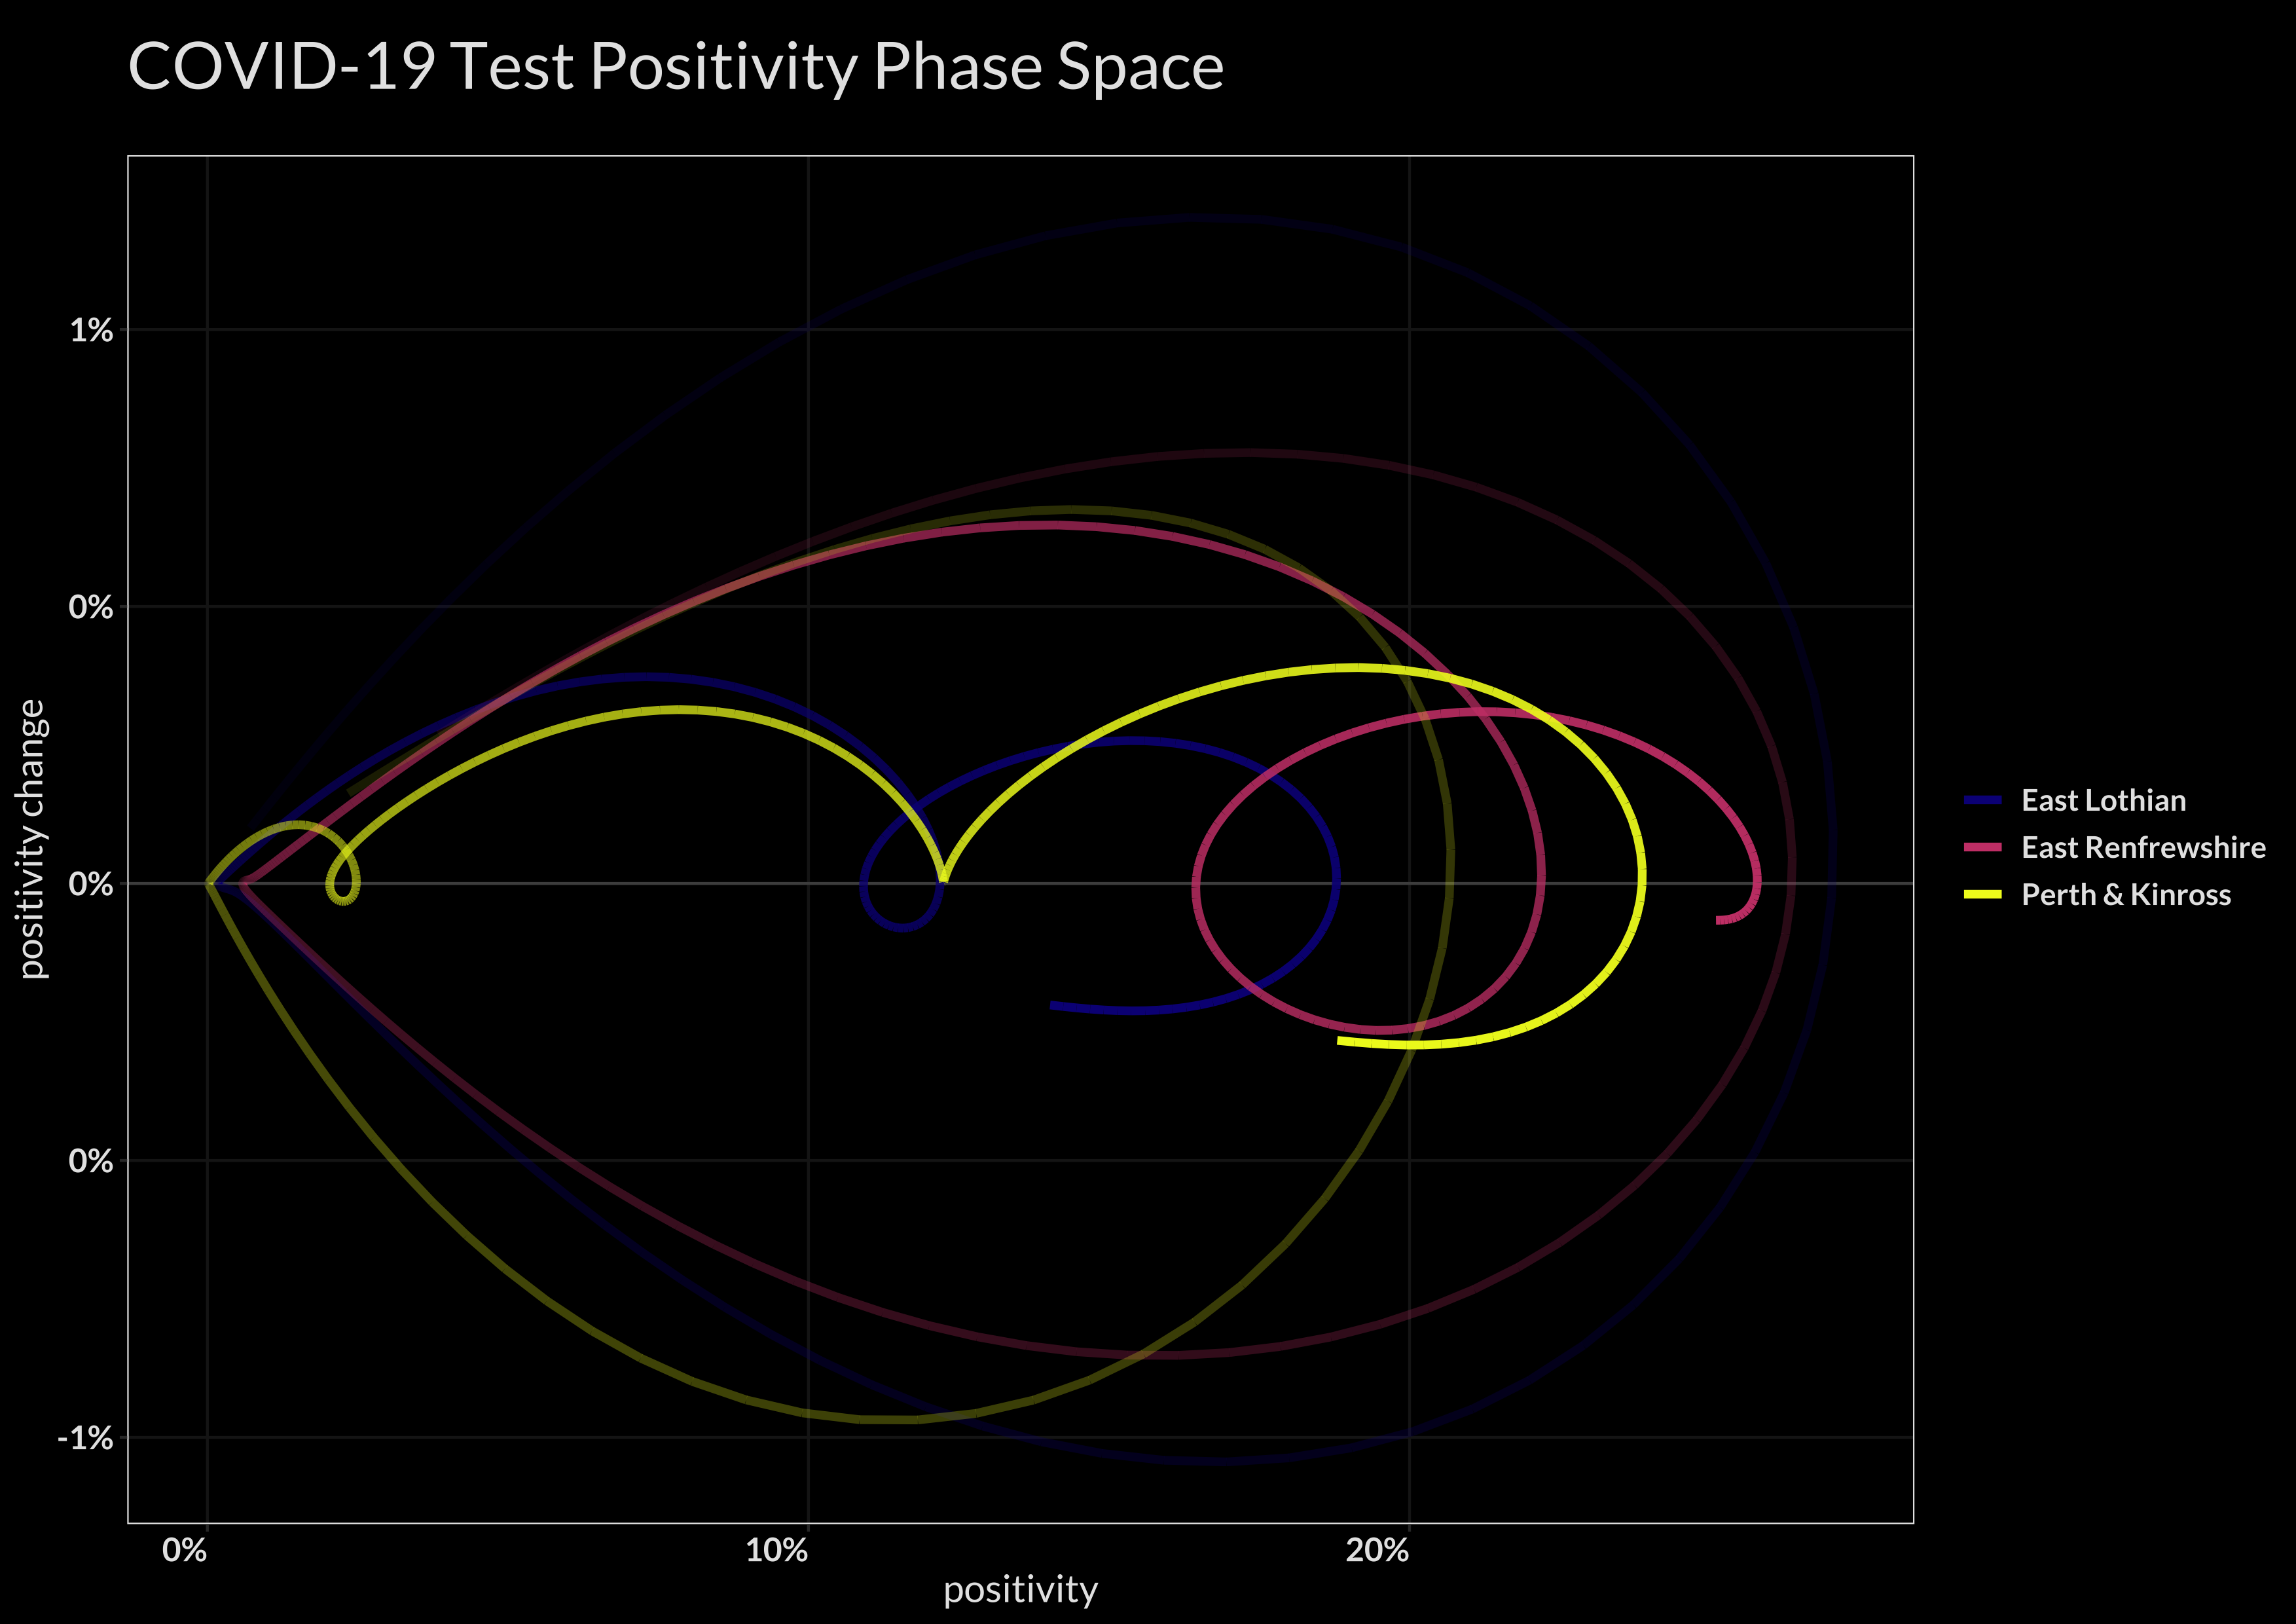 COVID-19 Test Positivity Phase Space
positivity change
1%
0%
0%
0%
-1%
0%
10%
20%
positivity
East Lothian
East Renfrewshire
Perth & Kinross